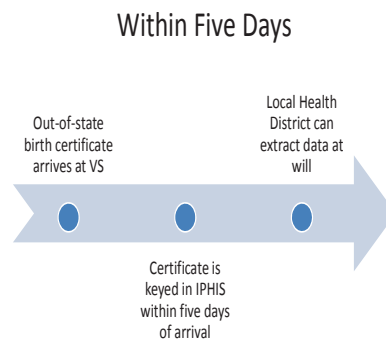 Within Five Days
Out-of-state
birth certificate
arrives at VS
Certificate is
keyed in IPHIS
within five days
of arrival
Local Health
District can
extract data at
will